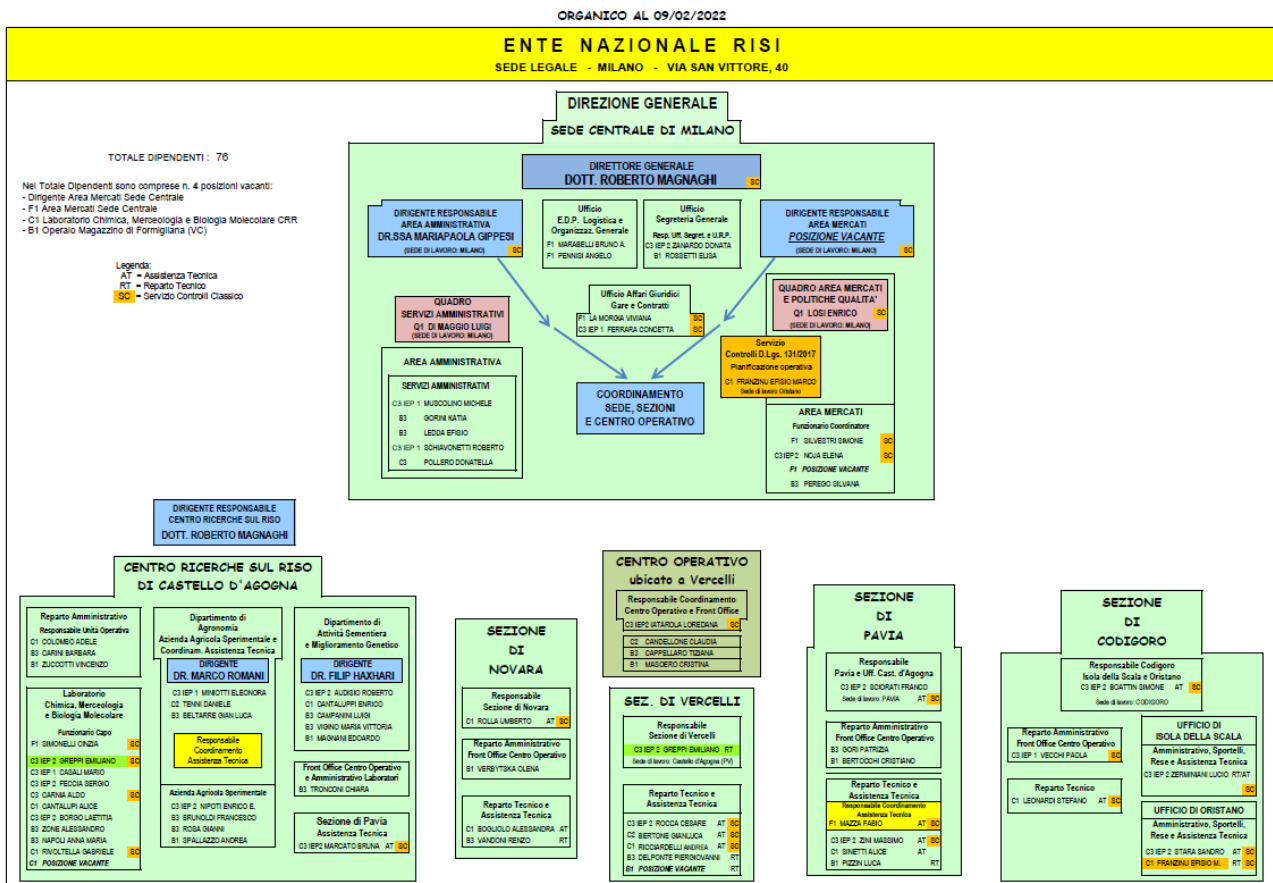 ORGANICO AL 09/02/2022
ENTE NAZIONALE RISI
SEDE LEGALE - MILANO - VIA SAN VITTORE, 40
DIREZIONE GENERALE
SEDE CENTRALE DI MILANO
TOTALE DIPENDENTI : 76
Nel Totale Dipendenti sono comprese n. 4 posizioni vacanti:
- Dirigente Area Mercati Sede Centrale
- F1 Area Mercati Sede Centrale
- C1 Laboratorio Chimica, Merceologia e Biologia Molecolare CRR
- B1 Operaio Magazzino di Formigliana (VC)
Legenda:
AT = Assistenza Tecnica
RT = Reparto Tecnico
SC = Servizio Controlli Classico
DIRETTORE GENERALE
DOTT. ROBERTO MAGNAGHI SC
DIRIGENTE RESPONSABILE
AREA AMMINISTRATIVA
DR.SSA MARIAPAOLA GIPPESI
(SEDE DI LAVORO: MILANO) SC
Ufficio
E.D.P. Logistica e
Organizzaz. Generale
F1 MARABELLI BRUNO A.
F1 PENNISI ANGELO
Ufficio
Segreteria Generale
Resp. Uff. Segret. e U.R.P.
C3 IEP 2 ZANARDO DONATA
B1 ROSSETTI ELISA
DIRIGENTE RESPONSABILE
AREA MERCATI
POSIZIONE VACANTE
(SEDE DI LAVORO: MILANO) SC
QUADRO
SERVIZI AMMINISTRATIVI
Q1 DI MAGGIO LUIGI
(SEDE DI LAVORO: MILANO) SC
Ufficio Affari Giuridici
Gare e Contratti
F1 LA MORGIA VIVIANA SC
C3 IEP 1 FERRARA CONCETTA SC
QUADRO AREA MERCATI
E POLITICHE QUALITA'
Q1 LOSI ENRICO
(SEDE DI LAVORO: MILANO) SC
Servizio
Controlli D.Lgs. 131/2017
Planificazione operativa
C1 FRANZINU EFISIO MARCO
Sede di lavoro Oristano
AREA AMMINISTRATIVA
SERVIZI AMMINISTRATIVI
C3 IEP 1 MUSCOLINO MICHELE
B3 GORINI KATIA
B3 LEDDA EFISIO
C3 IEP 1 SCHIAVONETTI ROBERTO
C3 POLLERO DONATELLA
COORDINAMENTO
SEDE, SEZIONI
E CENTRO OPERATIVO
AREA MERCATI
Funzionario Coordinatore
F1 SILVESTRI SIMONE SC
C3 IEP 2 NOJA ELENA SC
F1 POSIZIONE VACANTE
B3 PEREGO SILVANA
DIRIGENTE RESPONSABILE
CENTRO RICERCHE SUL RISO
DOTT. ROBERTO MAGNAGHI
CENTRO RICERCHE SUL RISO
DI CASTELLO D'AGOGNA
Reparto Amministrativo
Responsabile Unità Operativa
C1 COLOMBO ADELE
B3 CARINI BARBARA
B1 ZUCCOTTI VINCENZO
Laboratorio
Chimica, Merceologia
e Biologia Molecolare
Funzionario Capo
F1 SIMONELLI CINZIA SC
C3 IEP 2 GREPPI EMILIANO SC
C3 IEP 1 CASALI MARIO
C3 IEP 2 FECCIA SERGIO
C3 CARNIA ALDO SC
C1 CANTALUPI ALICE
C3 IEP 2 BORGO LAETITIA
B3 ZONE ALESSANDRO
B3 NAPOLI ANNA MARIA
C1 RIVOLTELLA GABRIELE SC
C1 POSIZIONE VACANTE
Dipartimento di
Agronomia
Azienda Agricola Sperimentale e
Coordinam. Assistenza Tecnica
DIRIGENTE
DR. MARCO ROMANI
C3 IEP 1 MINIOTTI ELEONORA
C2 TENNI DANIELE
B3 BELTARRE GIAN LUCA
Responsabile
Coordinamento
Assistenza Tecnica
Azienda Agricola Sperimentale
C3 IEP 2 NIPOTI ENRICO E.
B3 BRUNOLDI FRANCESCO
B3 ROSA GIANNI
B1 SPALLAZZO ANDREA
Dipartimento di
Attività Sementiera
e Miglioramento Genetico
DIRIGENTE
DR. FILIP HAXHARI
C3 IEP 2 AUDISIO ROBERTO
C1 CANTALUPPI ENRICO
B3 CAMPANINI LUIGI
B3 VIGINO MARIA VITTORIA
B1 MAGNANI EDOARDO
Front Office Centro Operativo
e Amministrativo Laboratori
B3 TRONCONI CHIARA
Sezione di Pavia
Assistenza Tecnica
C3 IEP2 MARCATO BRUNA AT SC
SEZIONE
DI
NOVARA
Responsabile
Sezione di Novara
C1 ROLLA UMBERTO AT SC
Reparto Amministrativo
Front Office Centro Operativo
B1 VERBYTSKA OLENA
Reparto Tecnico e
Assistenza Tecnica
C1 BOGLIOLO ALESSANDRA AT
B3 VANDONI RENZO RT
CENTRO OPERATIVO
ubicato a Vercelli
Responsabile Coordinamento
Centro Operativo e Front Office
C3 IEP2 IATAROLA LOREDANA SC
C2 CANDELLONE CLAUDIA
B3 CAPPELLARO TIZIANA
B1 MASOERO CRISTINA
SEZ. DI VERCELLI
Responsabile
Sezione di Vercelli
C3 IEP 2 GREPPI EMILIANO RT
Sede di lavoro: Castello d'Agogna (PV)
Reparto Tecnico e
Assistenza Tecnica
C3 IEP 2 ROCCA CESARE AT SC
C2 BERTONE GIANLUCA AT SC
C1 RICCIARDELLI ANDREA AT SC
B3 DELPONTE PIERGIOVANNI RT
B1 POSIZIONE VACANTE RT
SEZIONE
DI
PAVIA
Responsabile
Pavia e Uff. Cast. d'Agogna
C3 IEP 2 SCIORATI FRANCO
Sede di lavoro: PAVIA AT SC
Reparto Amministrativo
Front Office Centro Operativo
B3 GORI PATRIZIA
B1 BERTOCCHI CRISTIANO
Reparto Tecnico e
Assistenza Tecnica
Responsabile Coordinamento
Assistenza Tecnica
F1 MAZZA FABIO AT SC
C3 IEP 2 ZINI MASSIMO AT SC
C1 SINETTI ALICE AT
B1 PIZZIN LUCA RT
SEZIONE
DI
CODIGORO
Responsabile Codigoro
Isola della Scala e Oristano
C3 IEP 2 BOATTIN SIMONE AT SC
Sede di lavoro: CODIGORO
Reparto Amministrativo
Front Office Centro Operativo
C3 IEP 1 VECCHI PAOLA SC
Reparto Tecnico
C1 LEONARDI STEFANO AT SC
UFFICIO DI
ISOLA DELLA SCALA
Amministrativo, Sportelli,
Rese e Assistenza Tecnica
C3 IEP 2 ZERMINIANI LUCIO RT/AT
SC
UFFICIO DI ORISTANO
Amministrativo, Sportelli,
Rese e Assistenza Tecnica
C3 IEP 2 STARA SANDRO AT SC
C1 FRANZINU EFISIO M. RT SC